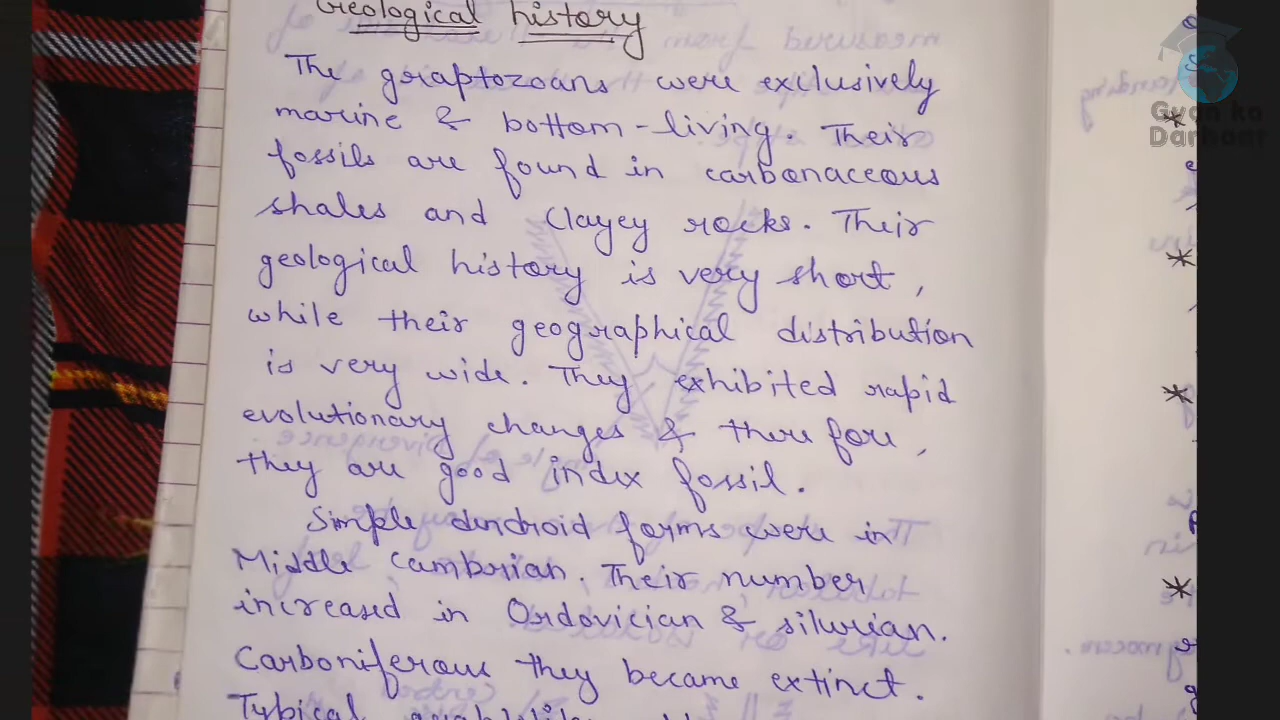 Geological history
The graptozoans were exclusively
marine & bottom-living. Their
fossils are found in carbonaceous
shales and clayey rocks. Their
geological history is very short,
while their geographical distribution
is very wide. They exhibited rapid
evolutionary changes & therefore,
they are good index fossil.
Simple dendroid forms were in
Middle Cambrian. Their number
increased in Ordovician & silurian.
Carboniferous they became extinct.
Typical
Gyan ka
Darhont